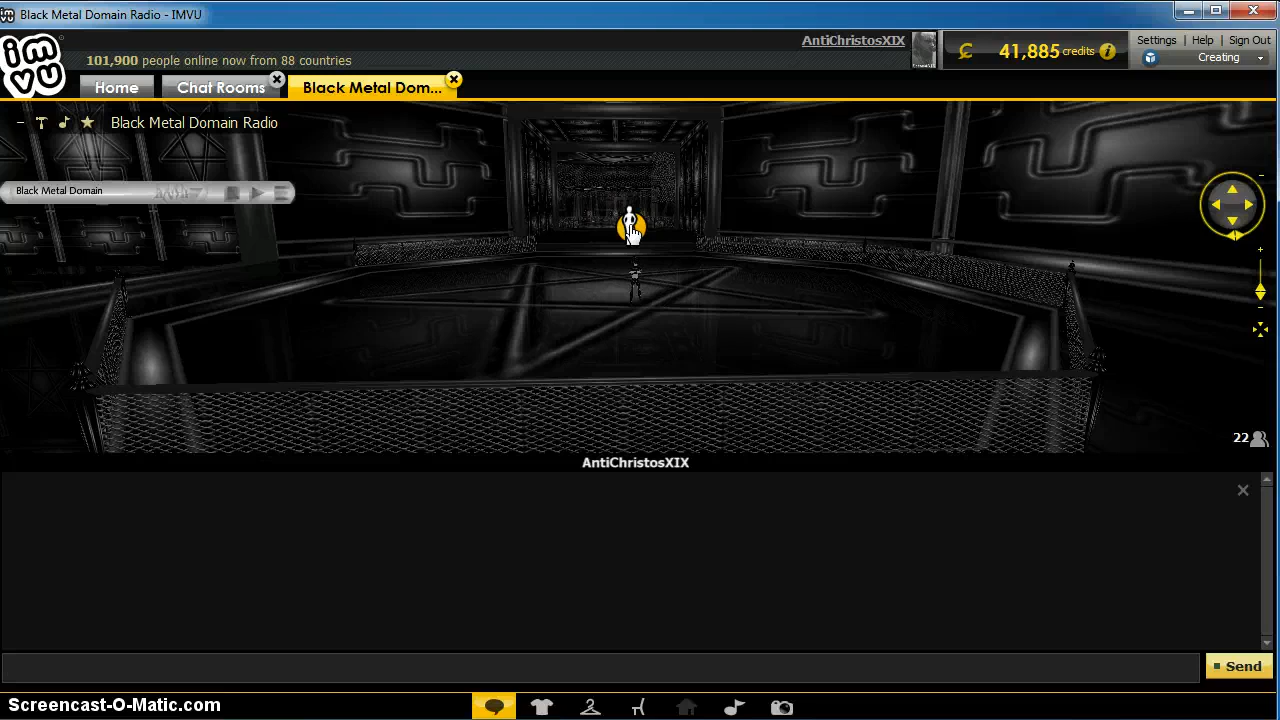 Black Metal Domain Radio - IMVU
imvu
101,900 people online now from 88 countries
AntiChristosXIX
41,885 credits
Settings | Help | Sign Out
Creating
Home
Chat Rooms
Black Metal Dom...
Black Metal Domain Radio
Black Metal Domain
22
AntiChristosXIX
Send
Screencast-O-Matic.com